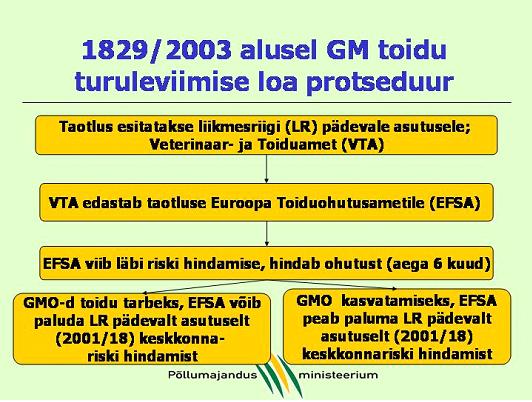 1829/2003 alusel GM toidu
turuleviimise loa protseduur
Taotlus esitatakse liikmesriigi (LR) pädevale asutusele;
Veterinaar- ja Toiduamet (VTA)
VTA edastab taotluse Euroopa Toiduohutusametile (EFSA)
EFSA viib läbi riski hindamise, hindab ohutust (aega 6 kuud)
GMO-d toidu tarbeks, EFSA võib
paluda LR pädevalt asutuselt
(2001/18) keskkonna-
riski hindamist
GMO kasvatamiseks, EFSA
peab paluma LR pädevalt
asutuselt (2001/18)
keskkonnariski hindamist
Põllumajandus ministeerium